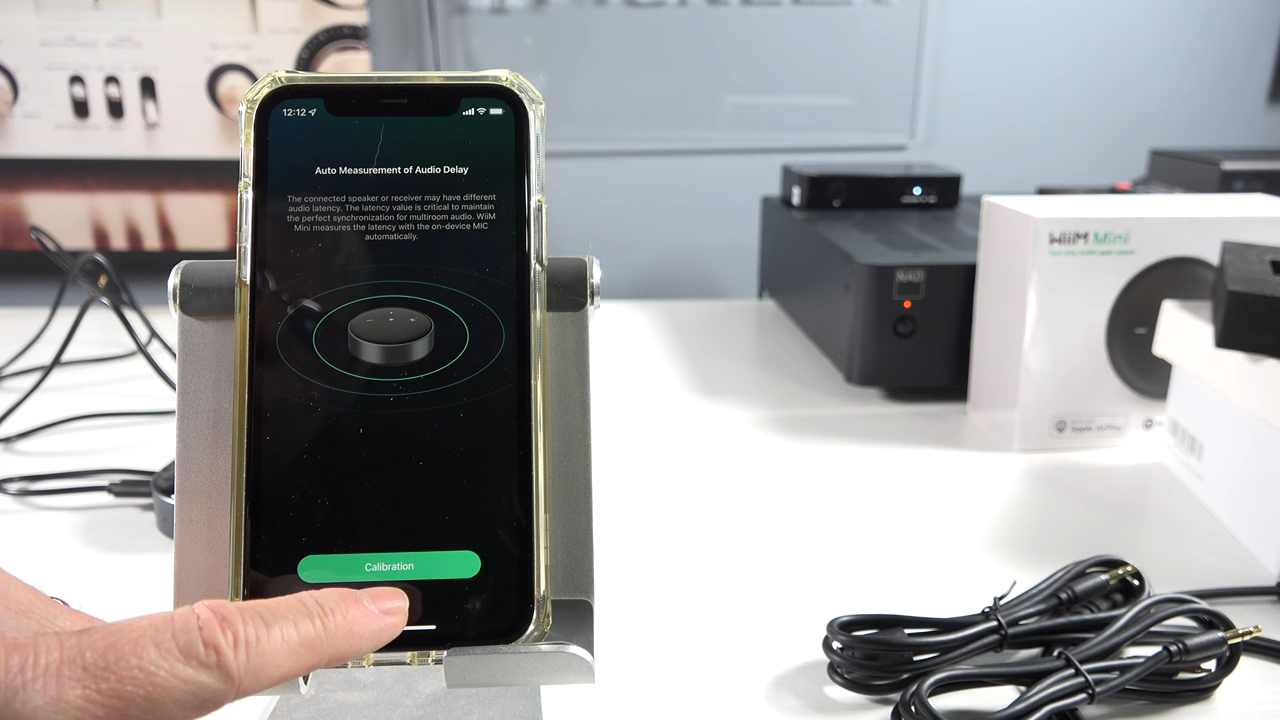 12:12
Auto Measurement of Audio Delay
The connected speaker or receiver may have different
audio latency. The latency value is critical to maintain
the perfect synchronization for multiroom audio. WiiM
Mini measures the latency with the on-device MIC
automatically.
Calibration
NAD
WiiM Mini